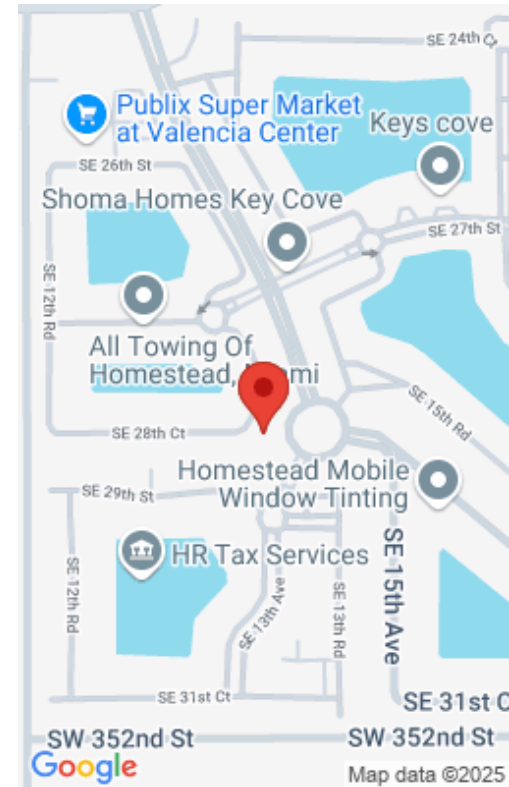 SE 24th Ct
Publix Super Market
at Valencia Center
Keys cove
SE 26th St
Shoma Homes Key Cove
SE 27th St
SE 12th Rd
All Towing Of
Homestead,
SE 15th Rd
SE 28th Ct
Homestead Mobile
Window Tinting
SE 29th St
HR Tax Services
SE 15th Ave
SE 12th Rd
SE 13th Ave
SE 13th Rd
SE 31st Ct
SE 31st C
SW 352nd St
SW 352nd St
Google
Map data ©2025